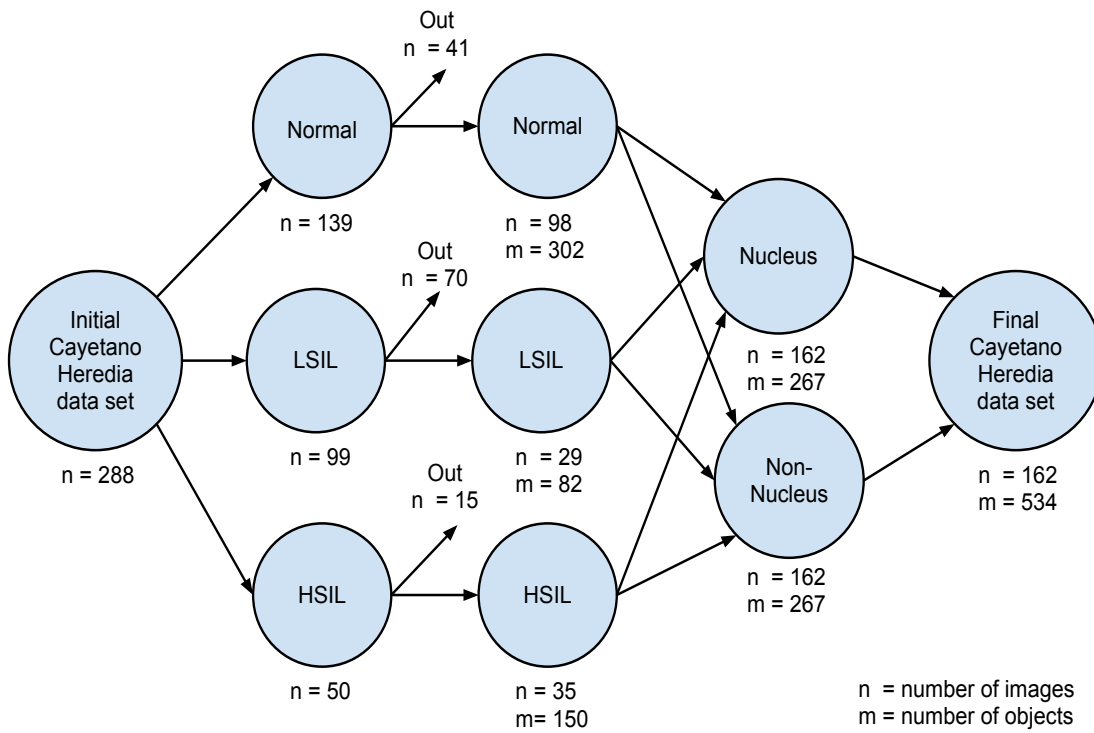 Out
n = 41
Normal
n = 139
Normal
n = 98
m = 302
Initial
Cayetano
Heredia
data set
n = 288
Out
n = 70
LSIL
n = 99
LSIL
n = 29
m = 82
Out
n = 15
HSIL
n = 50
HSIL
n = 35
m= 150
Nucleus
n = 162
m = 267
Non-
Nucleus
n = 162
m = 267
Final
Cayetano
Heredia
data set
n = 162
m = 534
n = number of images
m = number of objects